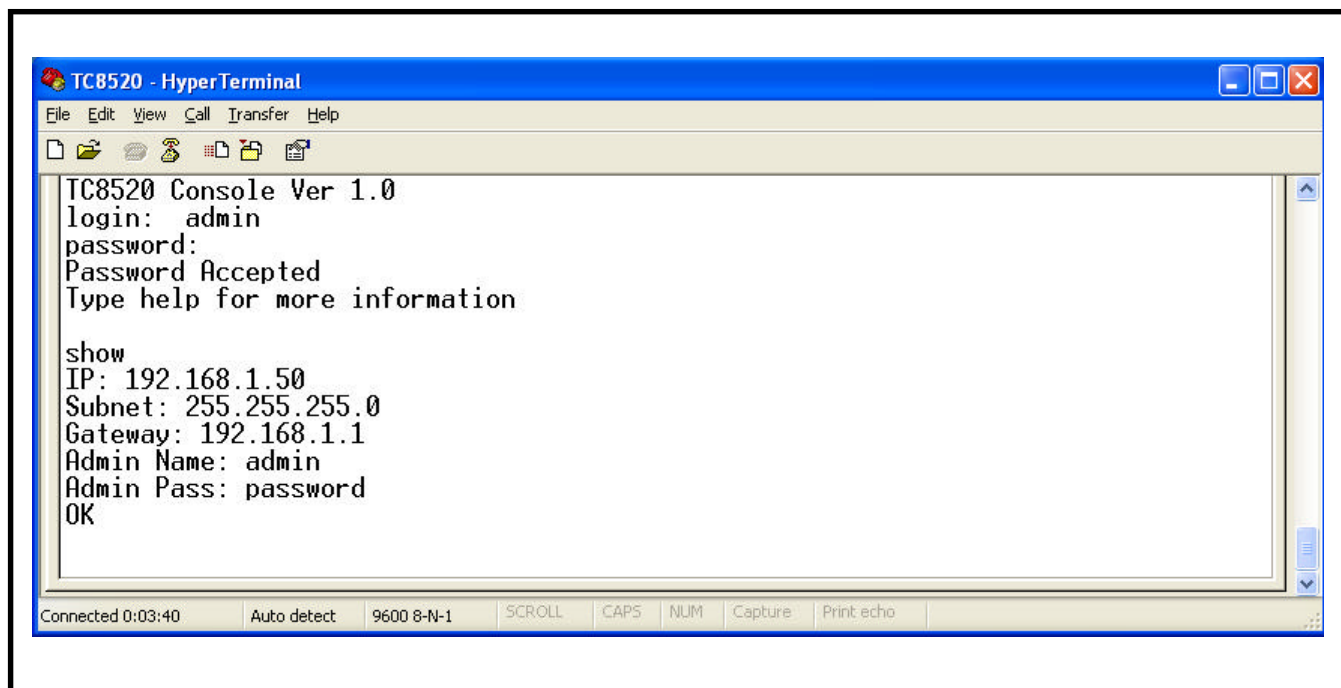 TC8520 - HyperTerminal
File Edit View Call Transfer Help
TC8520 Console Ver 1.0
login: admin
password:
Password Accepted
Type help for more information
show
IP: 192.168.1.50
Subnet: 255.255.255.0
Gateway: 192.168.1.1
Admin Name: admin
Admin Pass: password
OK
Connected 0:03:40 Auto detect 9600 8-N-1 SCROLL CAPS NUM Capture Print echo